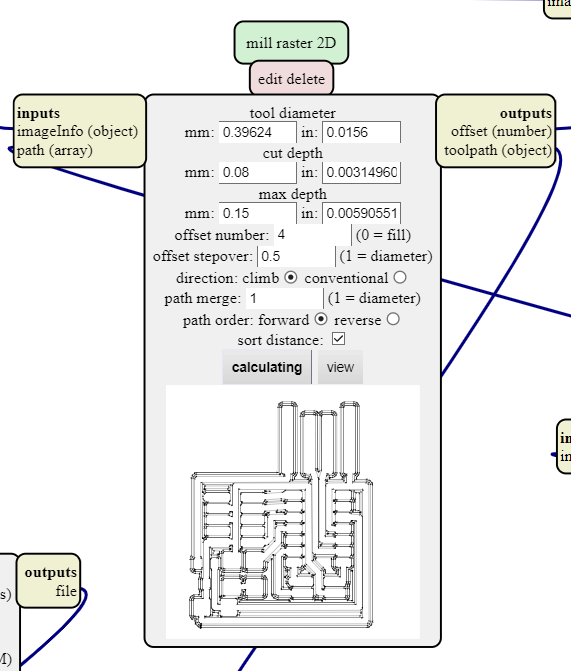 ima
mill raster 2D
edit delete
inputs
imageInfo (object)
path (array)
outputs
offset (number)
toolpath (object)
tool diameter
mm: 0.39624 in: 0.0156
cut depth
mm: 0.08 in: 0.00314960
max depth
mm: 0.15 in: 0.00590551
offset number: 4 (0 = fill)
offset stepover: 0.5 (1 = diameter)
direction: climb conventional
path merge: 1 (1 = diameter)
path order: forward reverse
sort distance:
calculating view
in
in
outputs
file
s)
M)